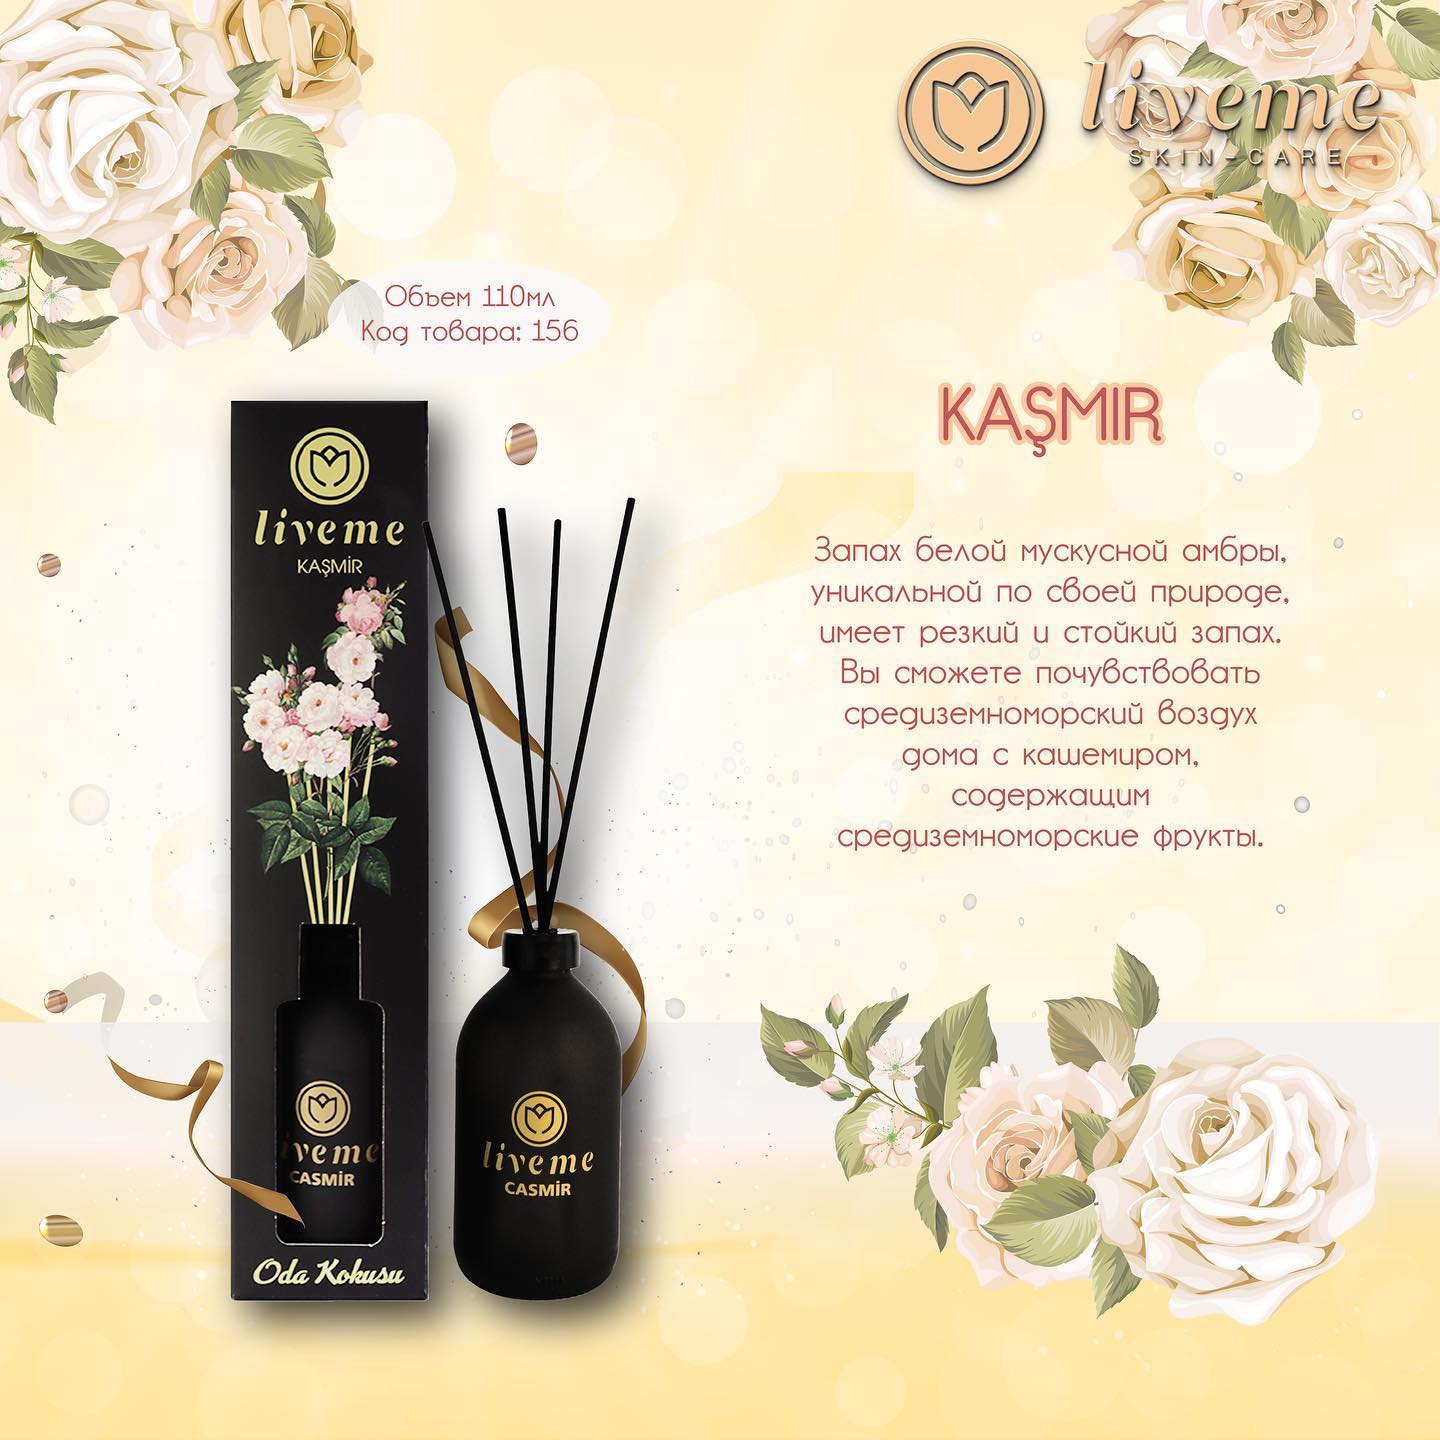 liveme
SKIN-CARE
Объем 110мл
Код товара: 156
KAŞMIR
Запах белой мускусной амбры,
уникальной по своей природе,
имеет резкий и стойкий запах.
Вы сможете почувствовать
средиземноморский воздух
дома с кашемиром,
содержащим
средиземноморские фрукты.
liveme
KAŞMİR
liveme
CASMİR
Oda Kokusu
liveme
CASMİR